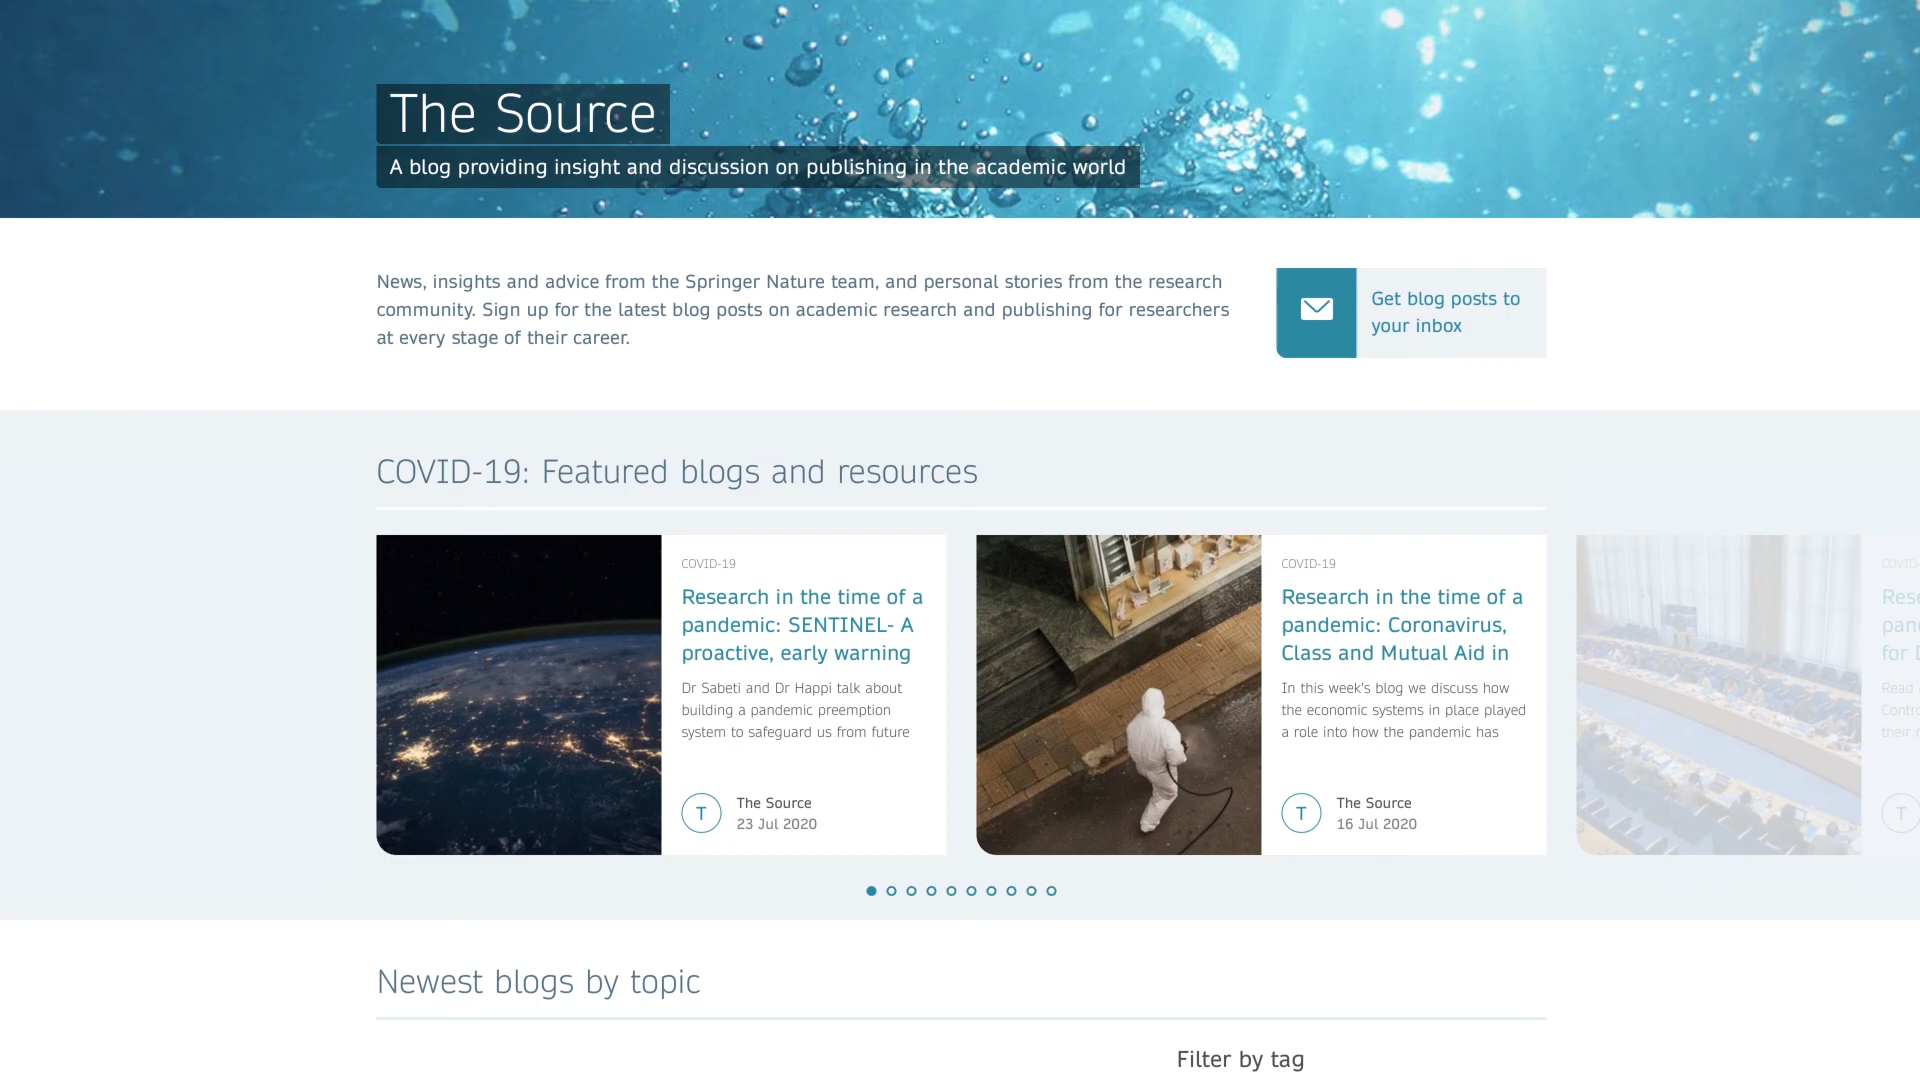 The Source
A blog providing insight and discussion on publishing in the academic world
News, insights and advice from the Springer Nature team, and personal stories from the research
community. Sign up for the latest blog posts on academic research and publishing for researchers
at every stage of their career.
Get blog posts to
your inbox
COVID-19: Featured blogs and resources
COVID-19
Research in the time of a
pandemic: SENTINEL- A
proactive, early warning
Dr Sabeti and Dr Happi talk about
building a pandemic preemption
system to safeguard us from future
T
The Source
23 Jul 2020
COVID-19
Research in the time of a
pandemic: Coronavirus,
Class and Mutual Aid in
In this week's blog we discuss how
the economic systems in place played
a role into how the pandemic has
T
The Source
16 Jul 2020
COVID-
for
Read
their
T
Newest blogs by topic
Filter by tag